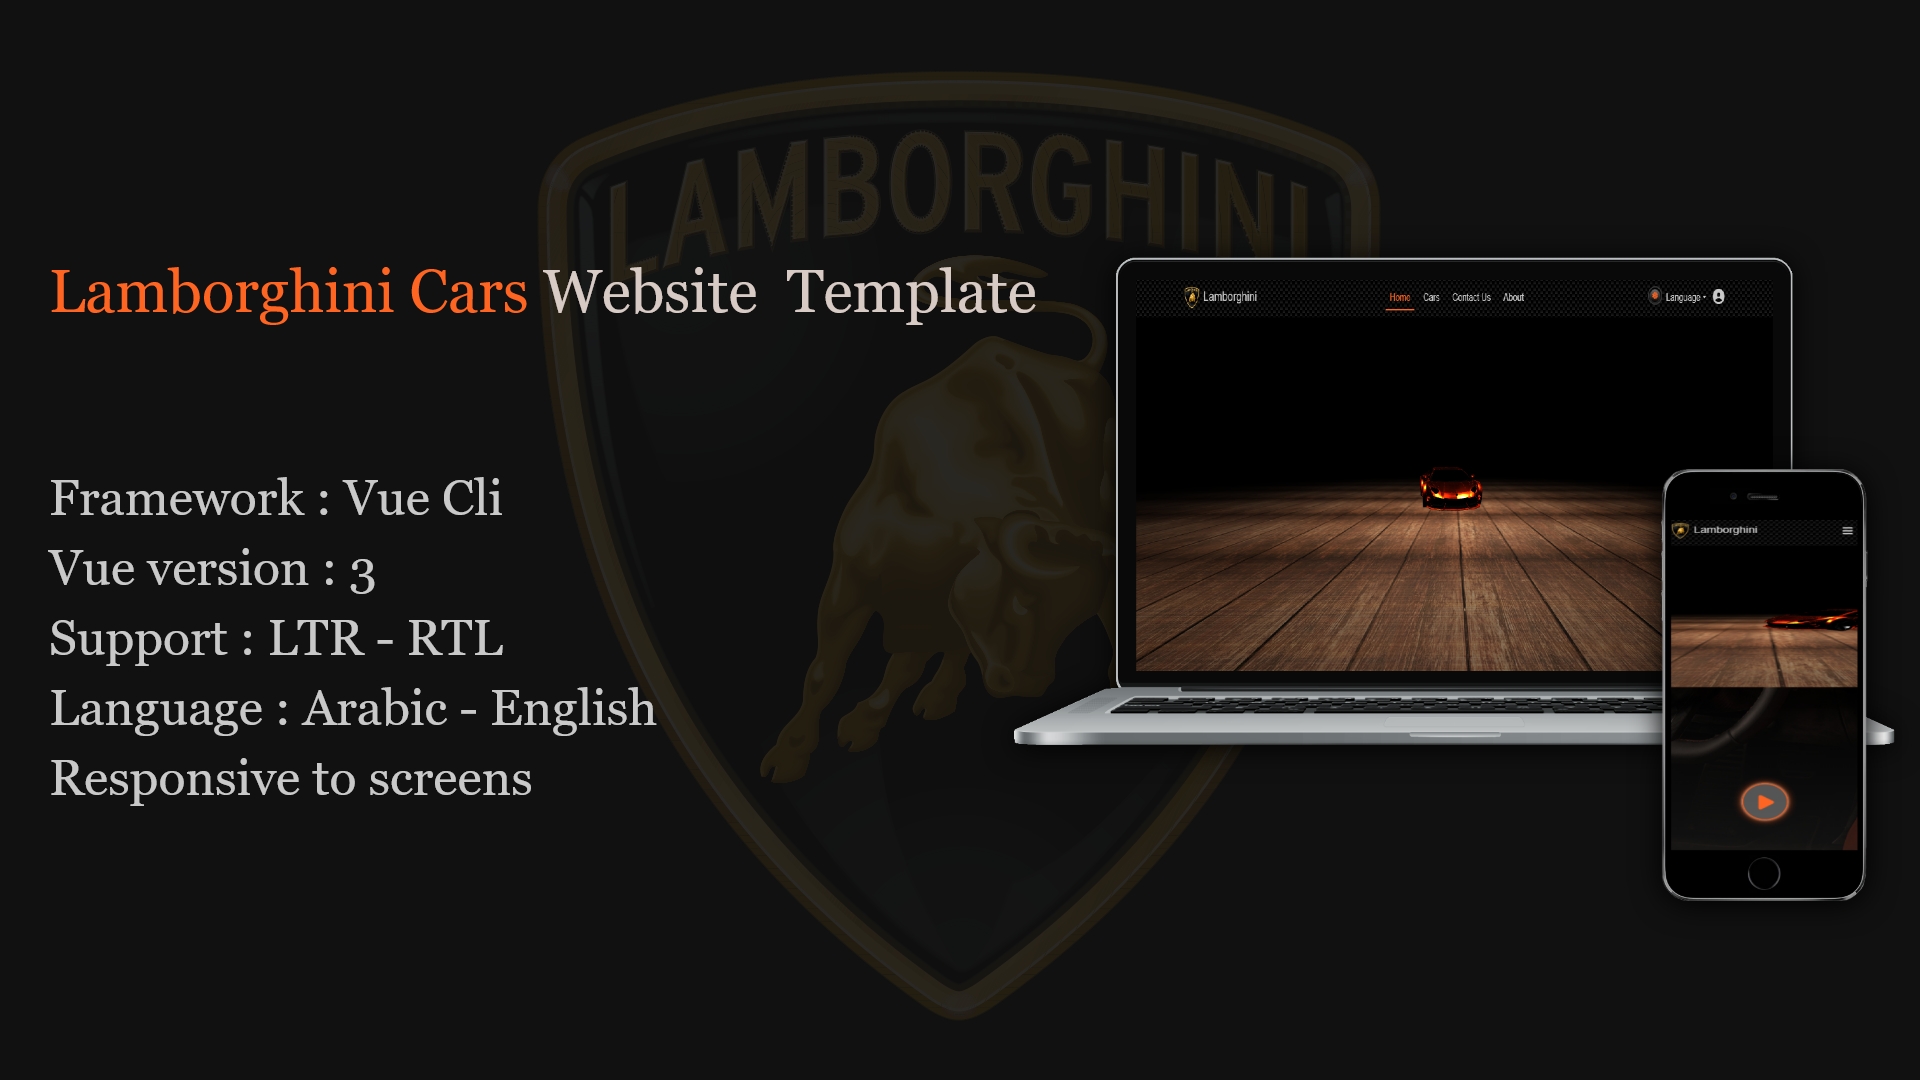 LAMBORGHINI
Lamborghini Cars Website Template
Framework : Vue Cli
Vue version : 3
Support : LTR - RTL
Language : Arabic - English
Responsive to screens
Lamborghini
Home Cars Contact Us About
Language
Lamborghini